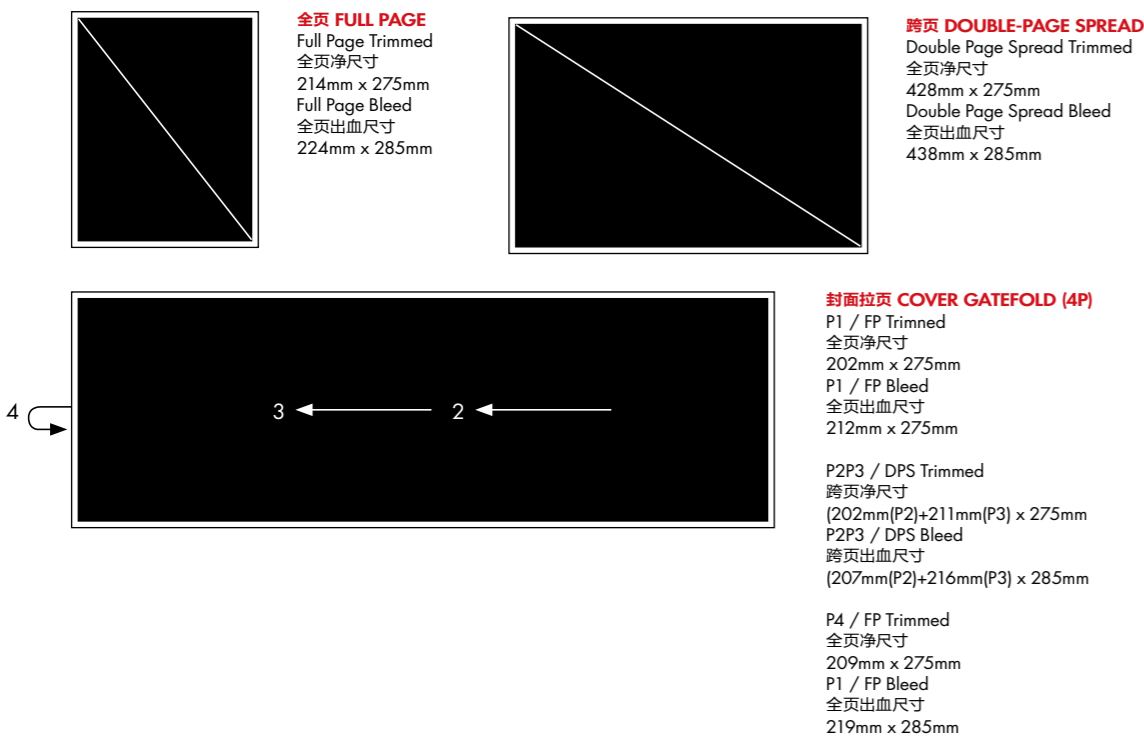 全页 FULL PAGE
Full Page Trimmed
全页净尺寸
214mm x 275mm
Full Page Bleed
全页出血尺寸
224mm x 285mm
跨页 DOUBLE-PAGE SPREAD
Double Page Spread Trimmed
全页净尺寸
428mm x 275mm
Double Page Spread Bleed
全页出血尺寸
438mm x 285mm
4
3
2
封面拉页 COVER GATEFOLD (4P)
P1 / FP Trimned
全页净尺寸
202mm x 275mm
P1 / FP Bleed
全页出血尺寸
212mm x 275mm
P2P3 / DPS Trimmed
跨页净尺寸
(202mm(P2)+211mm(P3) x 275mm
P2P3 / DPS Bleed
跨页出血尺寸
(207mm(P2)+216mm(P3) x 285mm
P4 / FP Trimmed
全页净尺寸
209mm x 275mm
P1 / FP Bleed
全页出血尺寸
219mm x 285mm